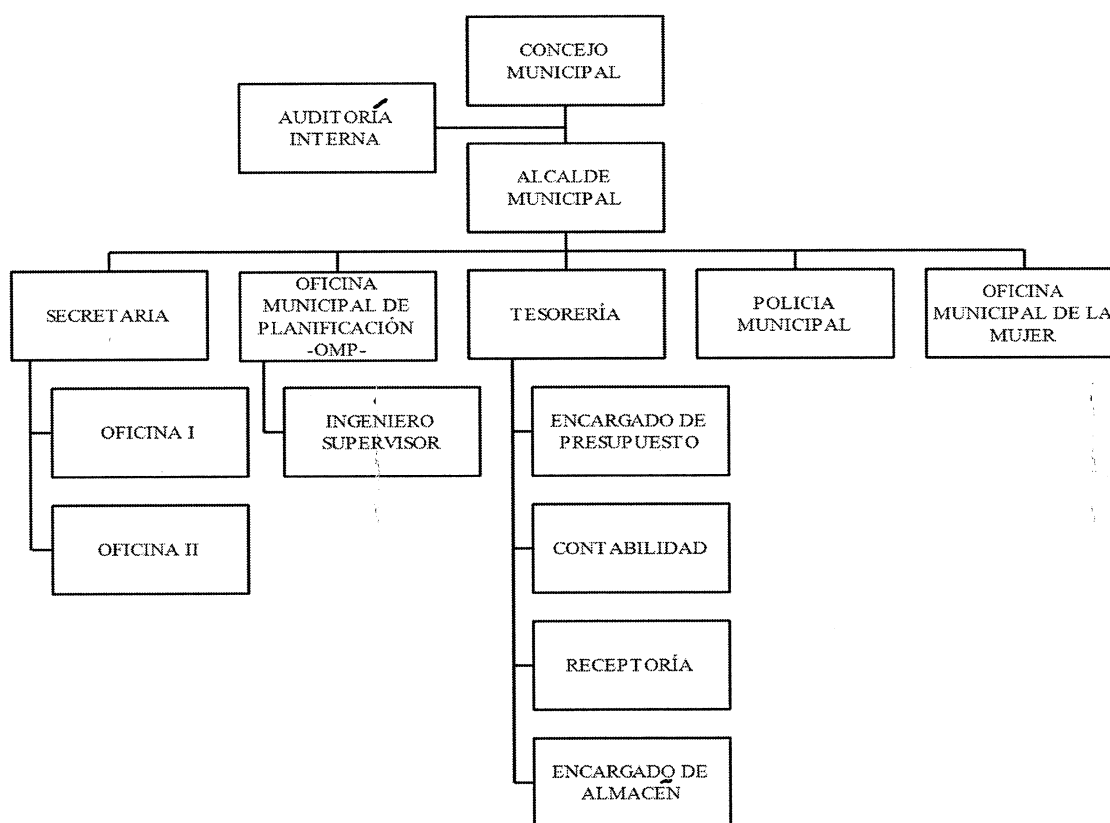 CONCEJO
MUNICIPAL
AUDITORÍA
INTERNA
ALCALDE
MUNICIPAL
SECRETARIA
OFICINA
MUNICIPAL DE
PLANIFICACIÓN
-OMP-
TESORERÍA
POLICIA
MUNICIPAL
OFICINA
MUNICIPAL DE LA
MUJER
OFICINA I
INGENIERO
SUPERVISOR
ENCARGADO DE
PRESUPUESTO
OFICINA II
CONTABILIDAD
RECEPTORÍA
ENCARGADO DE
ALMACÉN